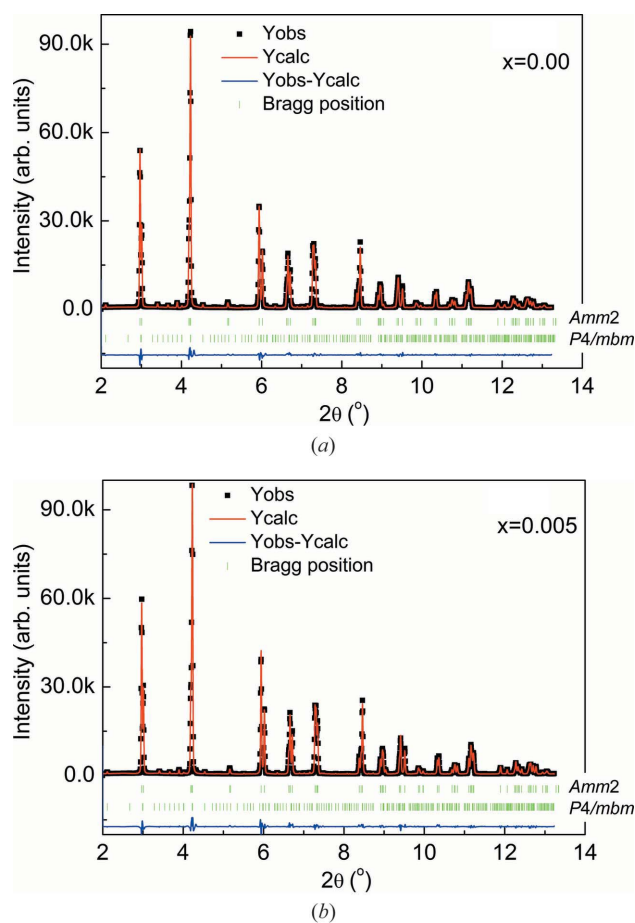 90.0k
60.0k
30.0k
0.0
Intensity (arb. units)
Yobs
Ycalc
Yobs-Ycalc
Bragg position
x=0.00
Amm2
P4/mbm
2 4 6 8 10 12 14
2θ (°)
(a)
90.0k
60.0k
30.0k
0.0
Intensity (arb. units)
Yobs
Ycalc
Yobs-Ycalc
Bragg position
x=0.005
Amm2
P4/mbm
2 4 6 8 10 12 14
2θ (°)
(b)